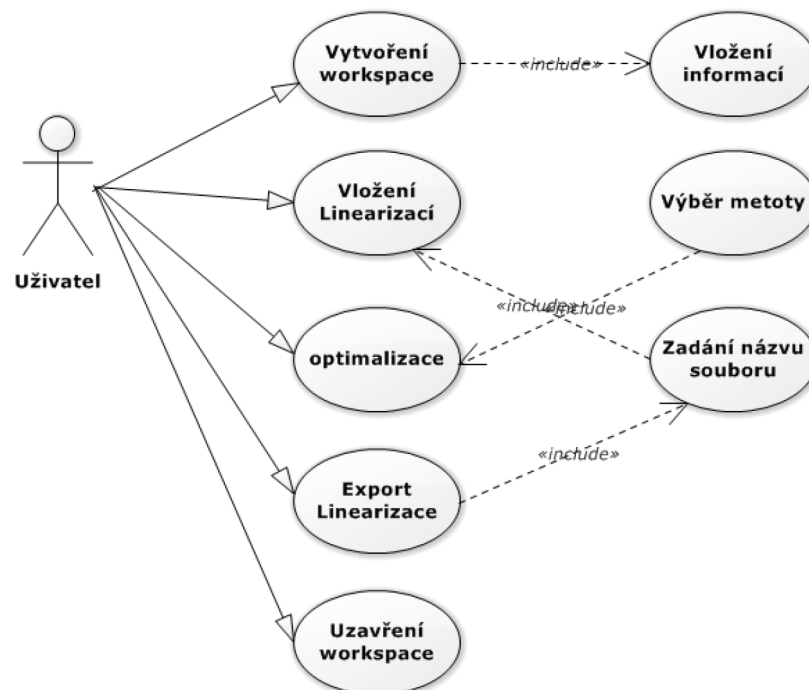 Vytvoření
workspace
«include»
Vložení
informací
Vložení
Linearizací
Výběr metoty
Uživatel
«include»
«include»
optimalizace
Zadání názvu
souboru
«include»
Export
Linearizace
Uzavření
workspace